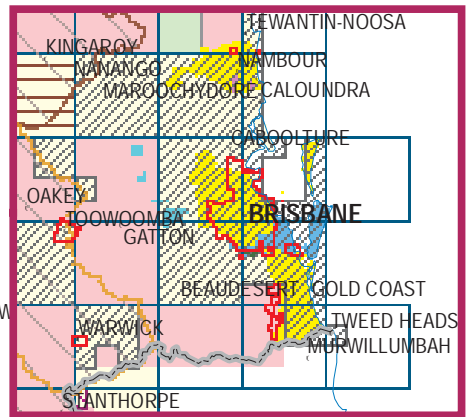 TEWANTIN-NOOSA
KINGAROY
NANANGO
NAMBOUR
MAROOCHYDORE
CALOUNDRA
CABOOLTURE
OAKEY
TOOWOOMBA
BRISBANE
GATTON
BEAUDESERT
GOLD COAST
W
WARWICK
TWEED HEADS
MURWILLUMBAH
STANTHORPE